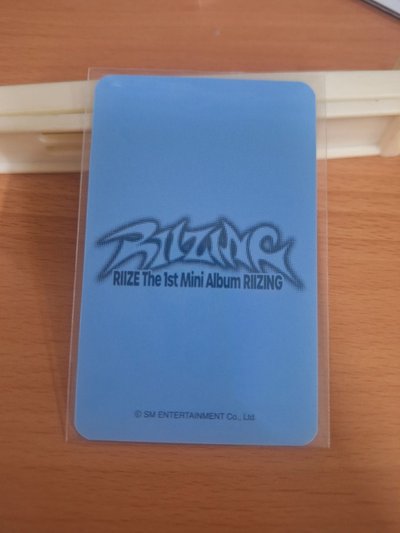 RIIZING
RIIZE The 1st Mini Album RIIZING
© SM ENTERTAINMENT Co., Ltd.